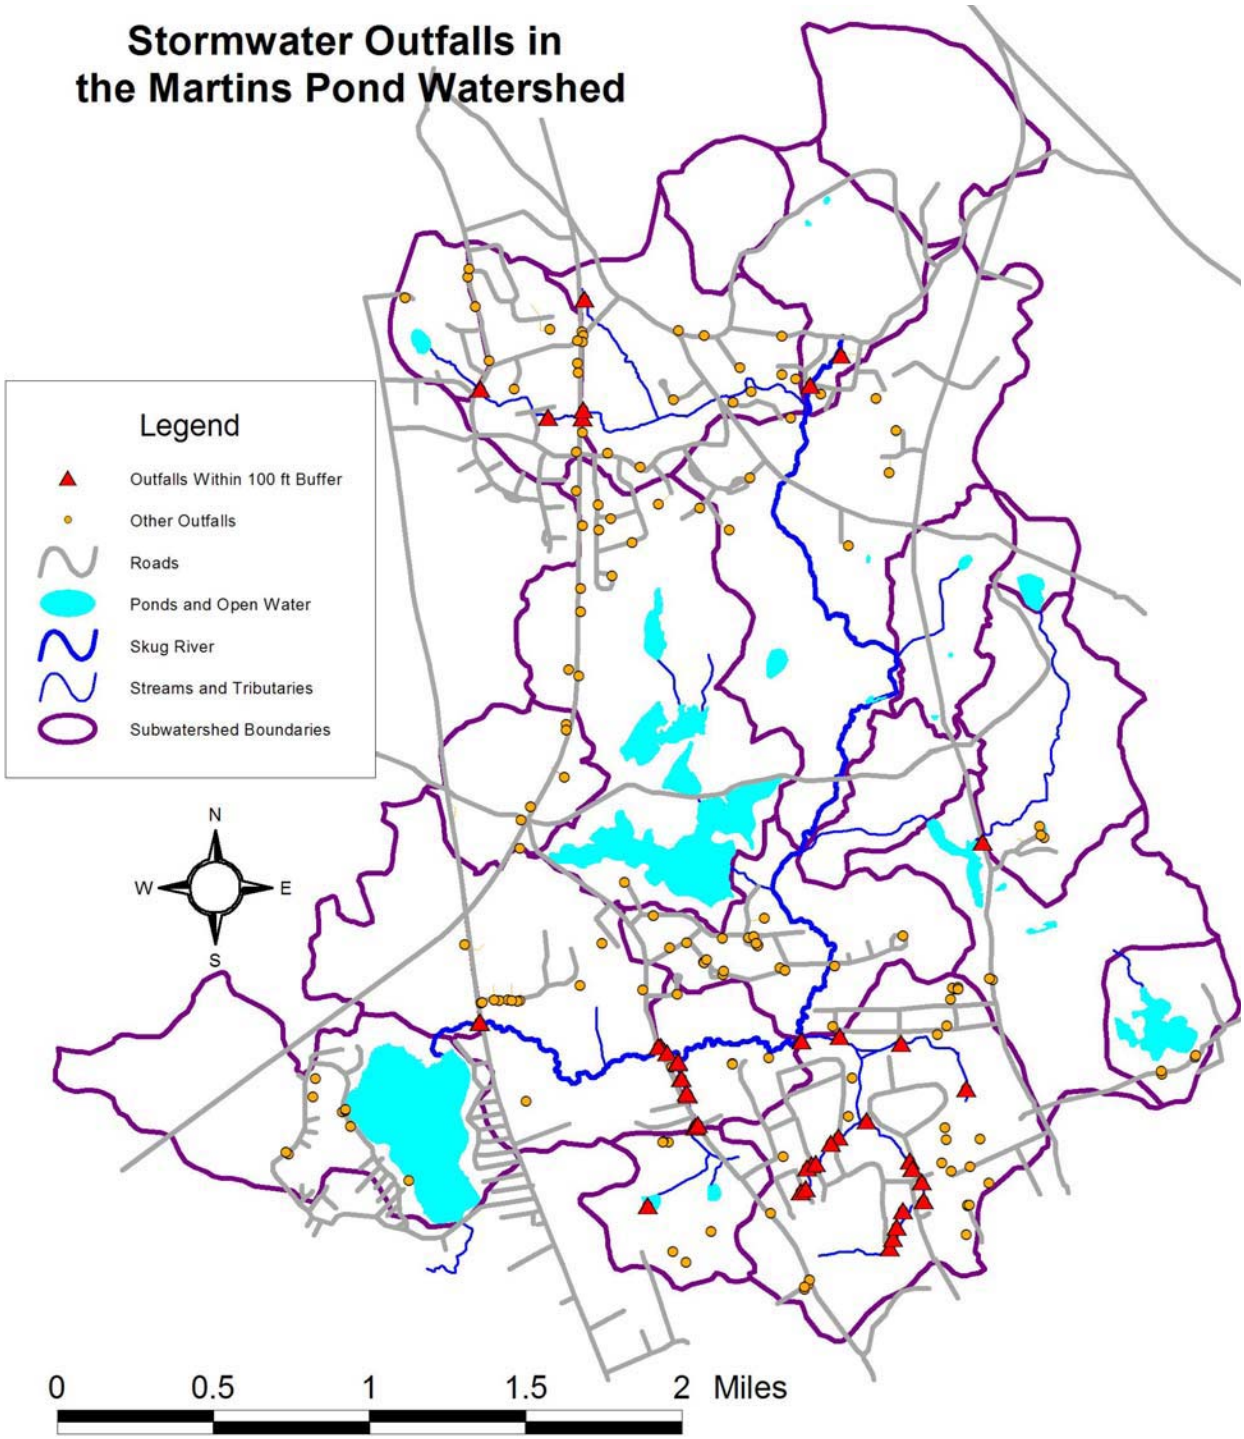 Stormwater Outfalls in
the Martins Pond Watershed
Legend
Outfalls Within 100 ft Buffer
Other Outfalls
Roads
Ponds and Open Water
Skug River
Streams and Tributaries
Subwatershed Boundaries
N
W E
S
0 0.5 1 1.5 2 Miles